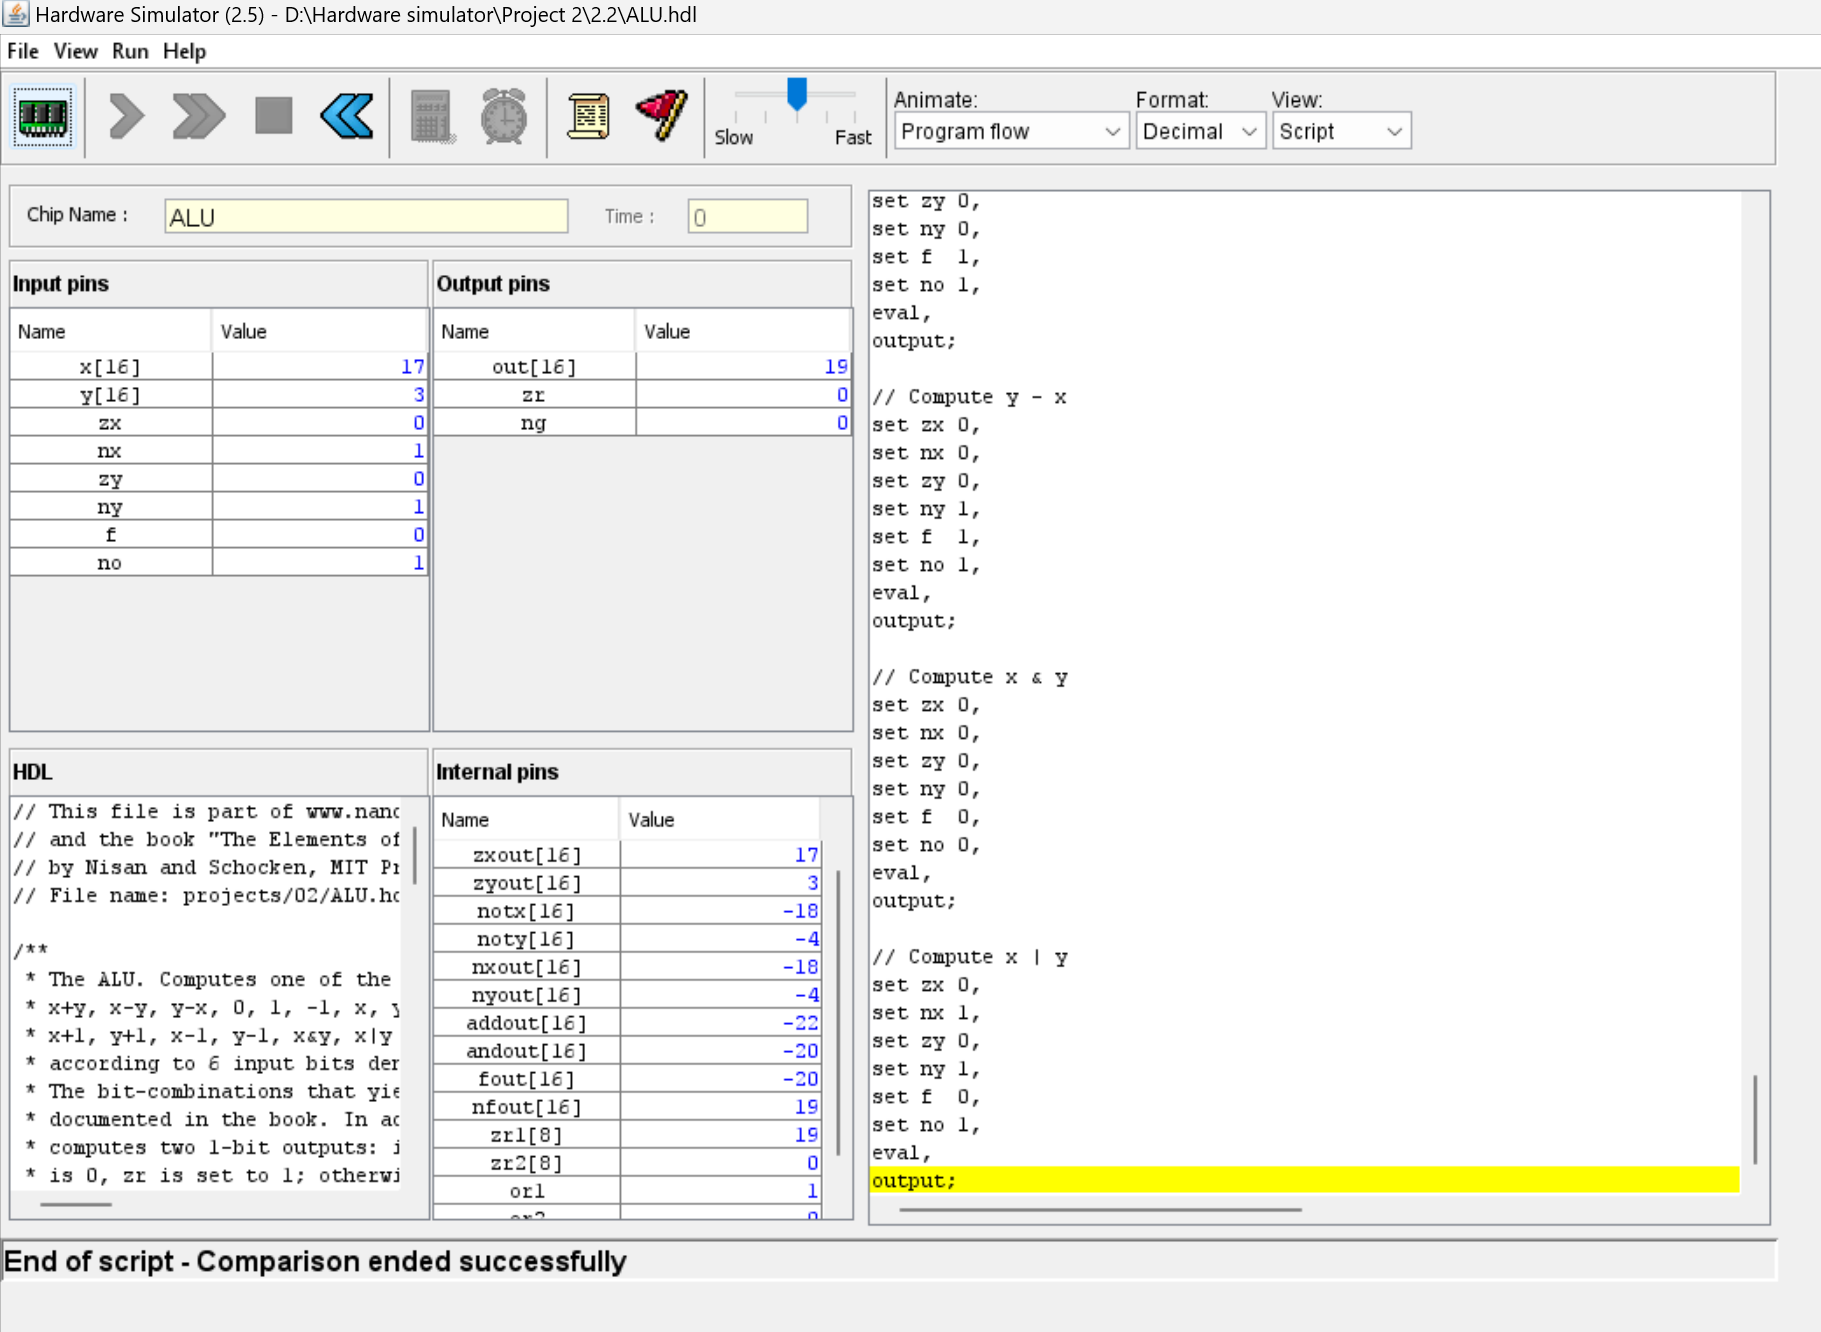 Hardware Simulator (2.5) - D:\Hardware simulator\Project 2\2.2\ALU.hdl
File View Run Help
Animate: Format: View:
Slow Fast Program flow Decimal Script
Chip Name : ALU Time : 0
Input pins
Name Value
x[16] 17
y[16] 3
zx 0
nx 1
zy 0
ny 1
f 0
no 1
Output pins
Name Value
out[16] 19
zr 0
ng 0
HDL
// This file is part of www.nand
// and the book "The Elements of
// by Nisan and Schocken, MIT Pr
// File name: projects/02/ALU.hd
/**
* The ALU. Computes one of the
* x+y, x-y, y-x, 0, 1, -1, x, y
* x+1, y+1, x-1, y-1, x&y, x|y
* according to 6 input bits den
* The bit-combinations that yie
* documented in the book. In ad
* computes two 1-bit outputs: i
* is 0, zr is set to 1; otherwi
Internal pins
Name Value
zxout[16] 17
zyout[16] 3
notx[16] -18
noty[16] -4
nxout[16] -18
nyout[16] -4
addout[16] -22
andout[16] -20
fout[16] -20
nfout[16] 19
zr1[8] 19
zr2[8] 0
or1 1
or2 0
set zy 0,
set ny 0,
set f  1,
set no 1,
eval,
output;
// Compute y - x
set zx 0,
set nx 0,
set zy 0,
set ny 1,
set f  1,
set no 1,
eval,
output;
// Compute x & y
set zx 0,
set nx 0,
set zy 0,
set ny 0,
set f  0,
set no 0,
eval,
output;
// Compute x | y
set zx 0,
set nx 1,
set zy 0,
set ny 1,
set f  0,
set no 1,
eval,
output;
End of script - Comparison ended successfully